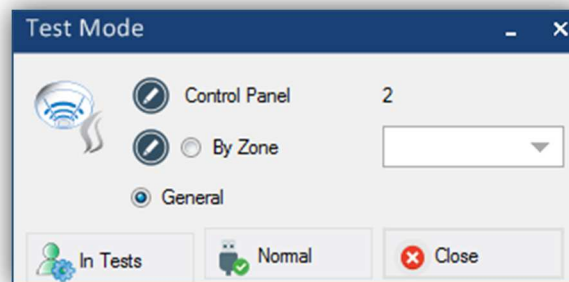 Test Mode
Control Panel 2
By Zone
General
In Tests Normal Close